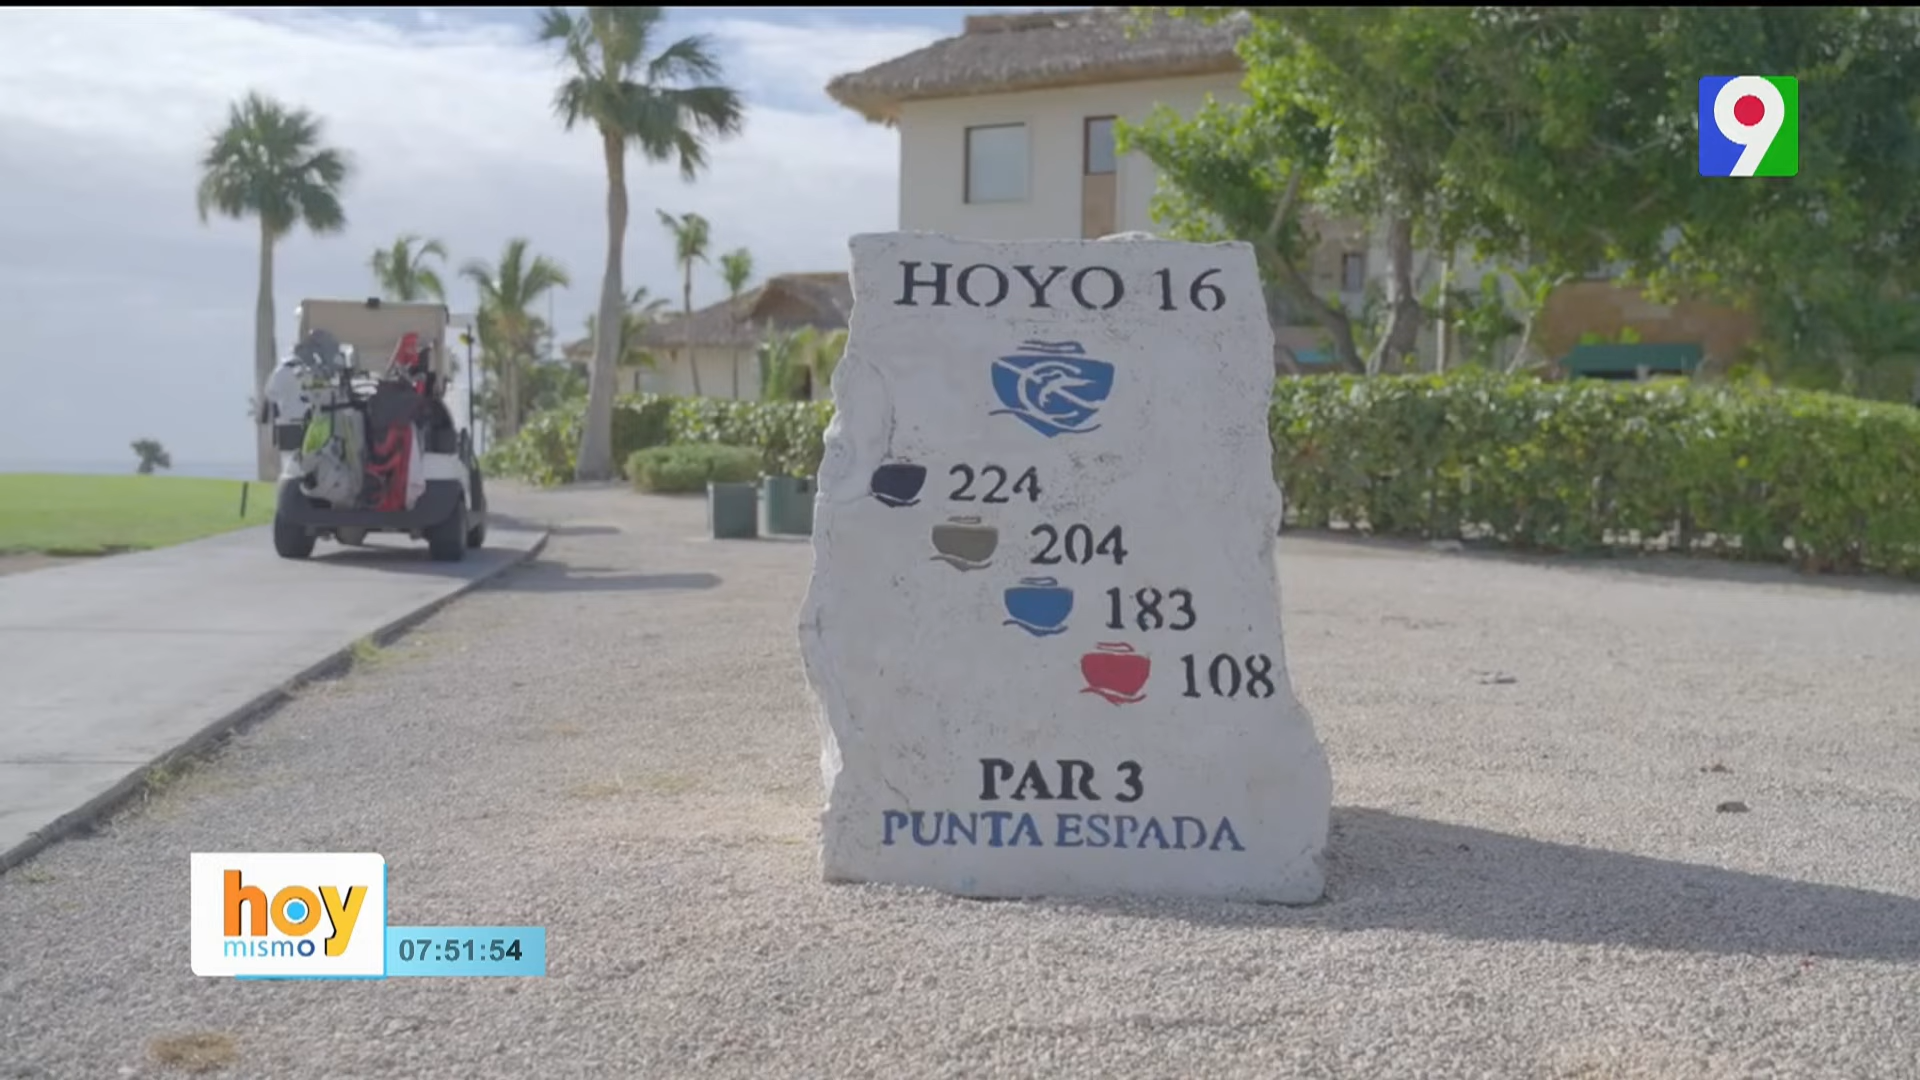 9
HOYO 16
224
204
183
108
PAR 3
PUNTA ESPADA
hoy
mismo
07:51:54